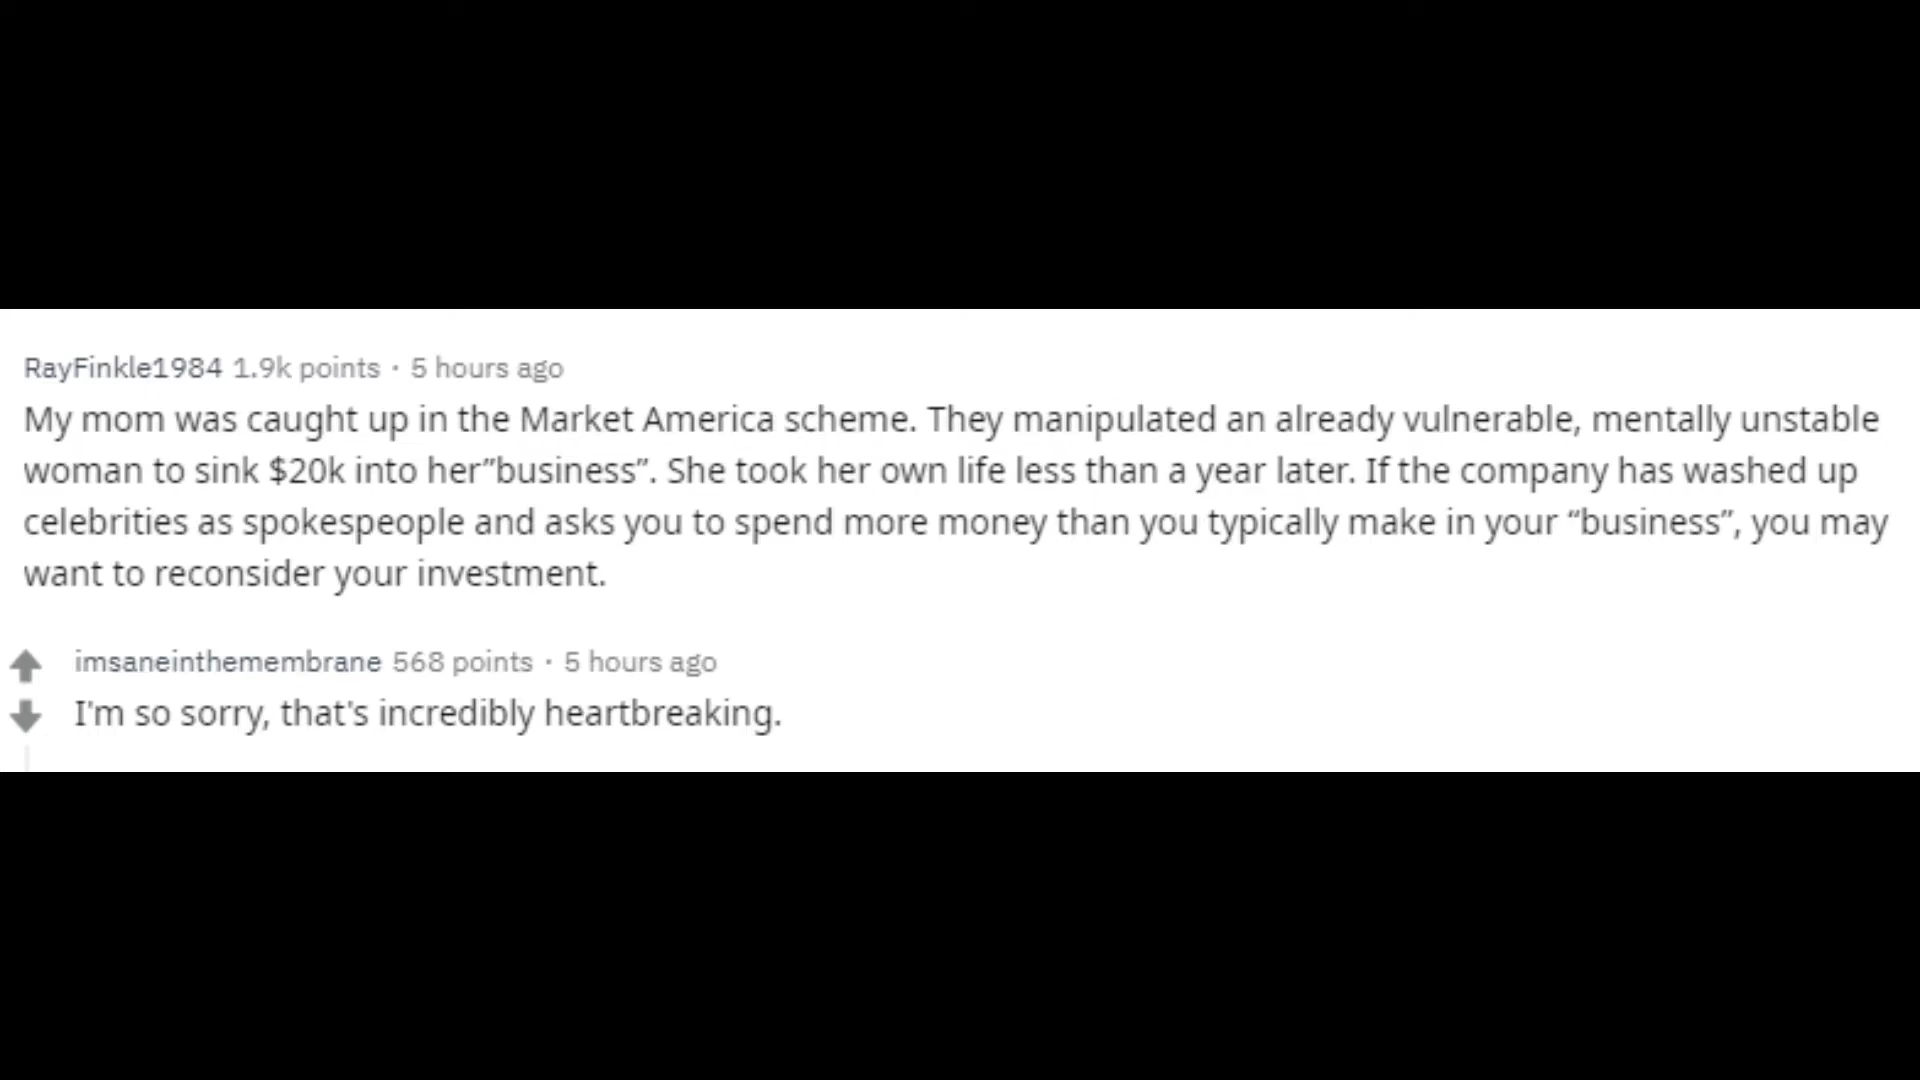 RayFinkle1984 1.9k points · 5 hours ago
My mom was caught up in the Market America scheme. They manipulated an already vulnerable, mentally unstable
woman to sink $20k into her”business”. She took her own life less than a year later. If the company has washed up
celebrities as spokespeople and asks you to spend more money than you typically make in your “business”, you may
want to reconsider your investment.
imsaneinthemembrane 568 points · 5 hours ago
I'm so sorry, that's incredibly heartbreaking.